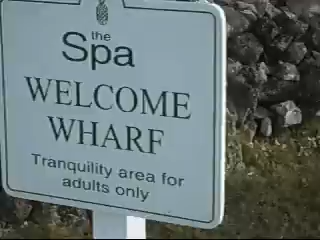 the
Spa
WELCOME
WHARF
Tranquility area for
adults only